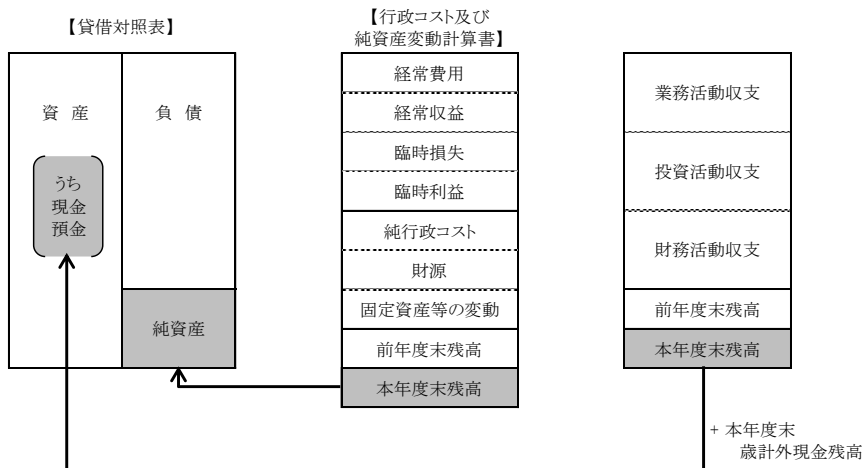 【貸借対照表】
資 産
負 債
うち
現金
預金
純資産
【行政コスト及び
純資産変動計算書】
経常費用
経常収益
臨時損失
臨時利益
純行政コスト
財源
固定資産等の変動
前年度末残高
本年度末残高
業務活動収支
投資活動収支
財務活動収支
前年度末残高
本年度末残高
+ 本年度末
歳計外現金残高